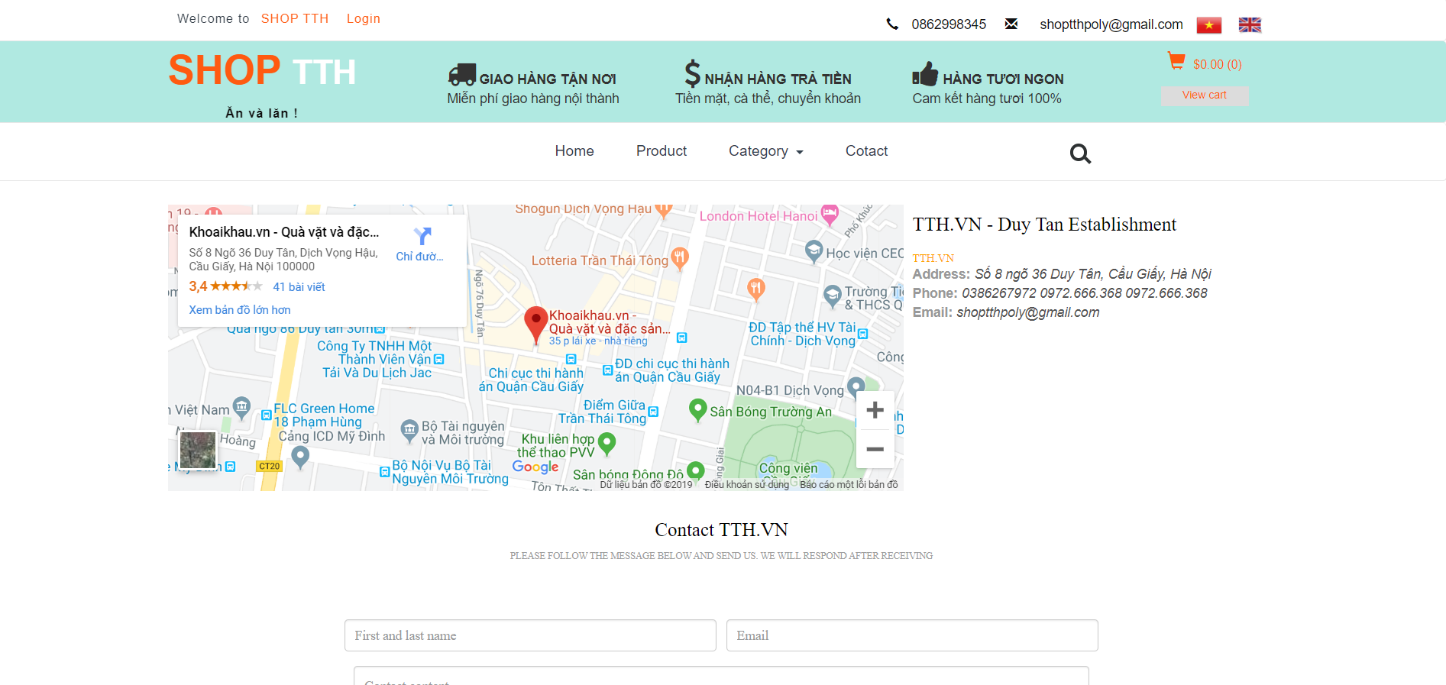 Welcome to SHOP TTH Login
0862998345 shoptthpoly@gmail.com
SHOP TTH
Ăn và lăn !
GIAO HÀNG TẬN NƠI
Miễn phí giao hàng nội thành
NHẬN HÀNG TRẢ TIỀN
Tiền mặt, cà thể, chuyển khoản
HÀNG TƯƠI NGON
Cam kết hàng tươi 100%
$0.00 (0)
View cart
Home Product Category Cotact
Khoaikhau.vn - Quà vặt và đặc...
Số 8 Ngõ 36 Duy Tân, Dịch Vọng Hậu,
Cầu Giấy, Hà Nội 100000
3,4 41 bài viết
Xem bản đồ lớn hơn
Chỉ đườ...
Shogun Dịch Vọng Hậu
London Hotel Hanoi
Lotteria Trần Thái Tông
Học viện CEO
Ngõ 76 Duy Tân
Khoaikhau.vn -
Quà vặt và đặc sản...
35 p lái xe - nhà riêng
& THCS
ĐD Tập thể HV Tài
Chính - Dịch Vọng
Công Ty TNHH Một
Thành Viên Vận
Tải Và Du Lịch Jac
Chi cục thi hành
án Quận Cầu Giấy
ĐD chi cục thi hành
án Quận Cầu Giấy
N04-B1 Dịch Vọng
Việt Nam
FLC Green Home
18 Phạm Hùng
Cảng ICD Mỹ Đình
Điểm Giữa
Trần Thái Tông
Sân Bóng Trường An
Bộ Tài nguyên
và Môi trường
Khu liên hợp
thể thao PVV
CT20
Bộ Nội Vụ Bộ Tài
Nguyên Môi Trường
Google
Sân bóng Đông Đô
Công viên
Dữ liệu bản đồ ©2019 Điều khoản sử dụng Báo cáo một lỗi bản đồ
TTH.VN - Duy Tan Establishment
TTH.VN
Address: Số 8 ngõ 36 Duy Tân, Cầu Giấy, Hà Nội
Phone: 0386267972 0972.666.368 0972.666.368
Email: shoptthpoly@gmail.com
Contact TTH.VN
PLEASE FOLLOW THE MESSAGE BELOW AND SEND US. WE WILL RESPOND AFTER RECEIVING
First and last name Email
Contact content